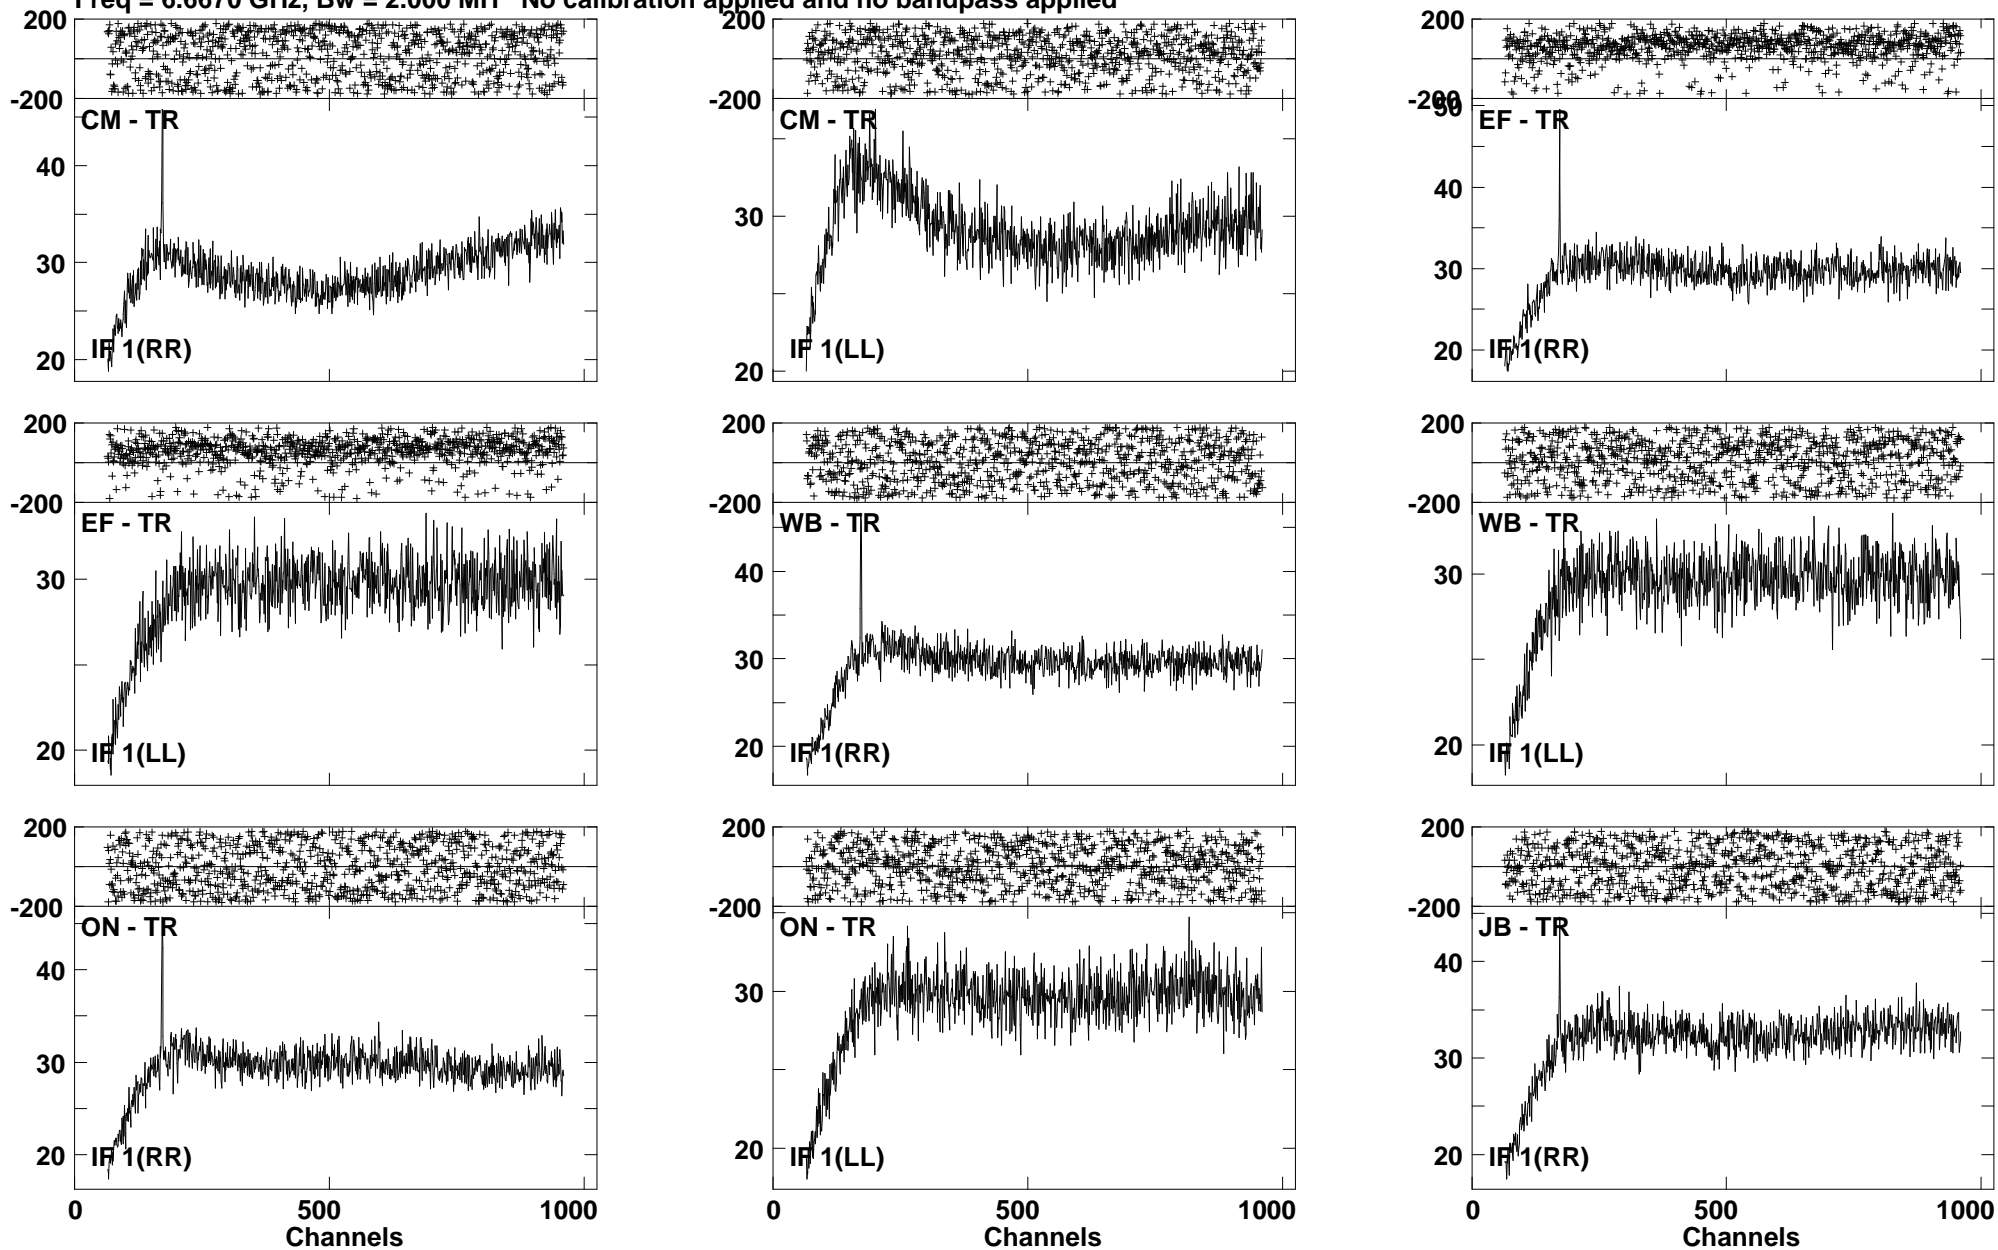 Freq = 6.6670 GHz, Bw = 2.000 MH No calibration applied and no bandpass applied
200 200 200
-200 -200 -200
50
CM - TR CM - TR EF - TR
40 30 40
30 30
20 20 20
IF 1(RR) IF 1(LL) IF 1(RR)
200 200 200
-200 -200 -200
EF - TR WB - TR WB - TR
30 40 30
30
20 20 20
IF 1(LL) IF 1(RR) IF 1(LL)
200 200 200
-200 -200 -200
ON - TR ON - TR JB - TR
40 30 40
30 30
20 20 20
IF 1(RR) IF 1(LL) IF 1(RR)
0 500 1000 0 500 1000 0 500 1000
Channels Channels Channels